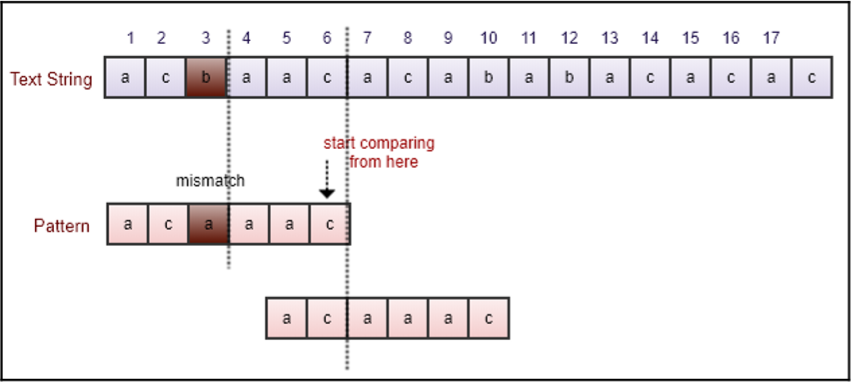 1 2 3 4 5 6 7 8 9 10 11 12 13 14 15 16 17
Text String a c b a a c a c a b a b a c a c a c
start comparing
from here
mismatch
Pattern a c a a a c
a c a a a c